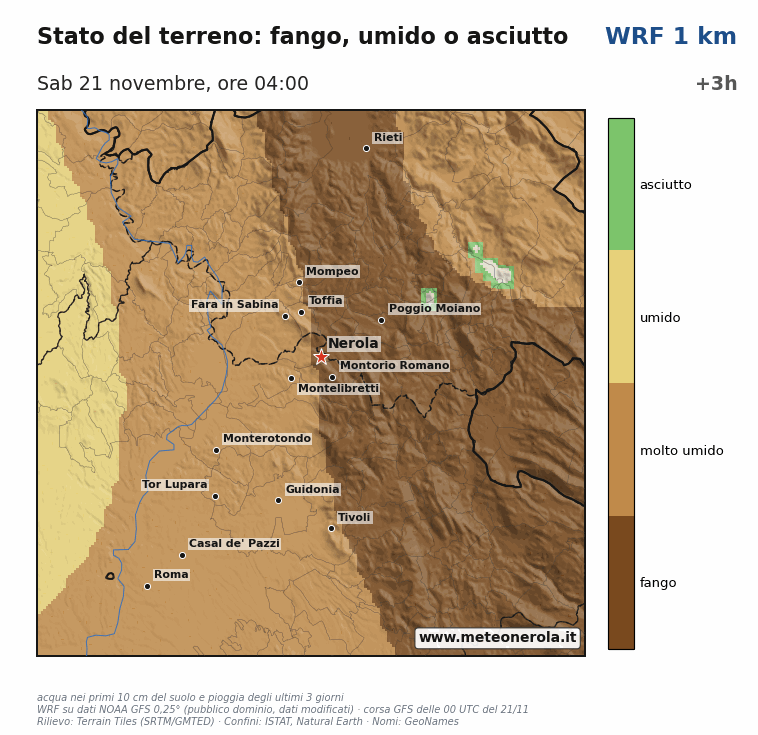 Stato del terreno: fango, umido o asciutto
WRF 1 km
Sab 21 novembre, ore 04:00
+3h
Rieti
asciutto
Mompeo
Toffia
Fara in Sabina
Poggio Moiano
umido
Nerola
Montorio Romano
Montelibretti
Monterotondo
molto umido
Tor Lupara
Guidonia
Tivoli
Casal de' Pazzi
Roma
fango
www.meteonerola.it
acqua nei primi 10 cm del suolo e pioggia degli ultimi 3 giorni
WRF su dati NOAA GFS 0,25° (pubblico dominio, dati modificati) · corsa GFS delle 00 UTC del 21/11
Rilievo: Terrain Tiles (SRTM/GMTED) · Confini: ISTAT, Natural Earth · Nomi: GeoNames